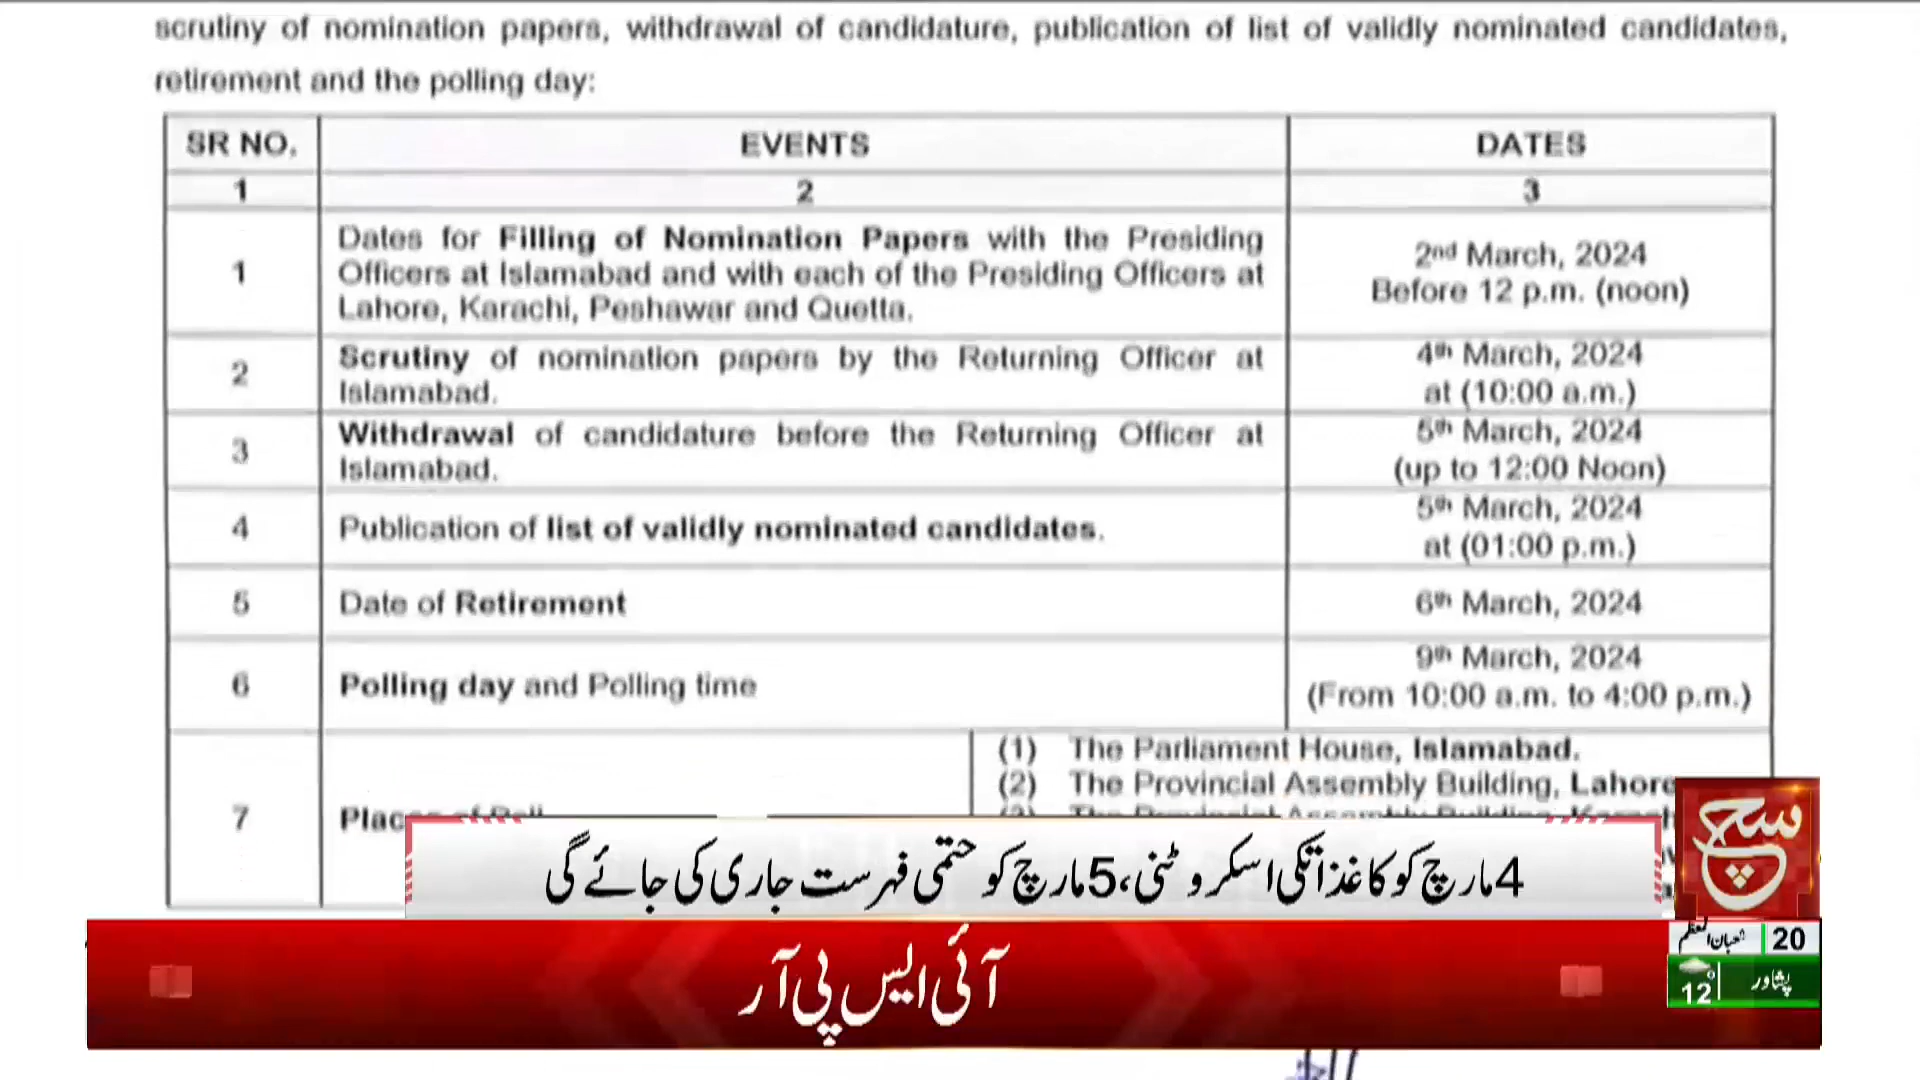 scrutiny of nomination papers, withdrawal of candidature, publication of list of validly nominated candidates,
retirement and the polling day:
SR NO. EVENTS DATES
1 2 3
1 Dates for Filling of Nomination Papers with the Presiding Officers at Islamabad and with each of the Presiding Officers at Lahore, Karachi, Peshawar and Quetta. 2nd March, 2024 Before 12 p.m. (noon)
2 Scrutiny of nomination papers by the Returning Officer at Islamabad. 4th March, 2024 at (10:00 a.m.)
3 Withdrawal of candidature before the Returning Officer at Islamabad. 5th March, 2024 (up to 12:00 Noon)
4 Publication of list of validly nominated candidates. 5th March, 2024 at (01:00 p.m.)
5 Date of Retirement 6th March, 2024
6 Polling day and Polling time 9th March, 2024 (From 10:00 a.m. to 4:00 p.m.)
7 Places of Poll
(1) The Parliament House, Islamabad.
(2) The Provincial Assembly Building, Lahore
4مارچ کو کاغذاتکی اسکروٹنی، 5مارچ کو حتمی فہرست جاری کی جائے گی
سچ
20 شعبان المعظم
12° پشاور
آئی ایس پی آر